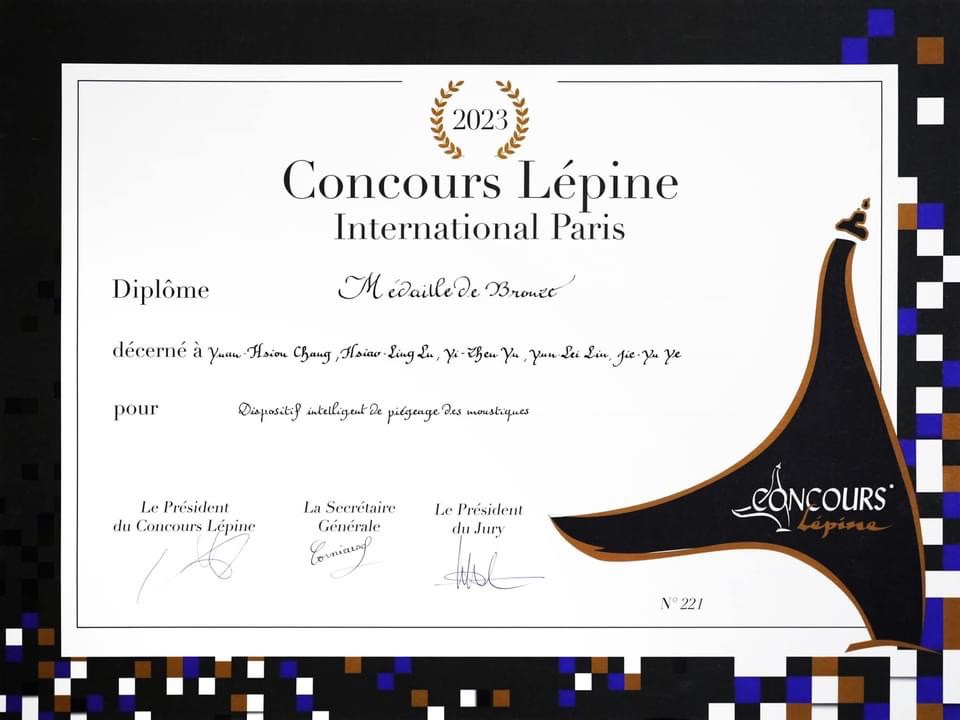 2023
Concours Lépine
International Paris
Diplôme Médaille de Bronze
décerné à Yuan-Hsiou Chang, Hsiao-Ling Lu, Yi-Zhen Yu, Yun-Lei Lin, Jie-Yu Ye
pour Dispositif intelligent de piégeage des moustiques
Le Président
du Concours Lépine
La Secrétaire
Générale
Le Président
du Jury
N° 221
CONCOURS
Lépine